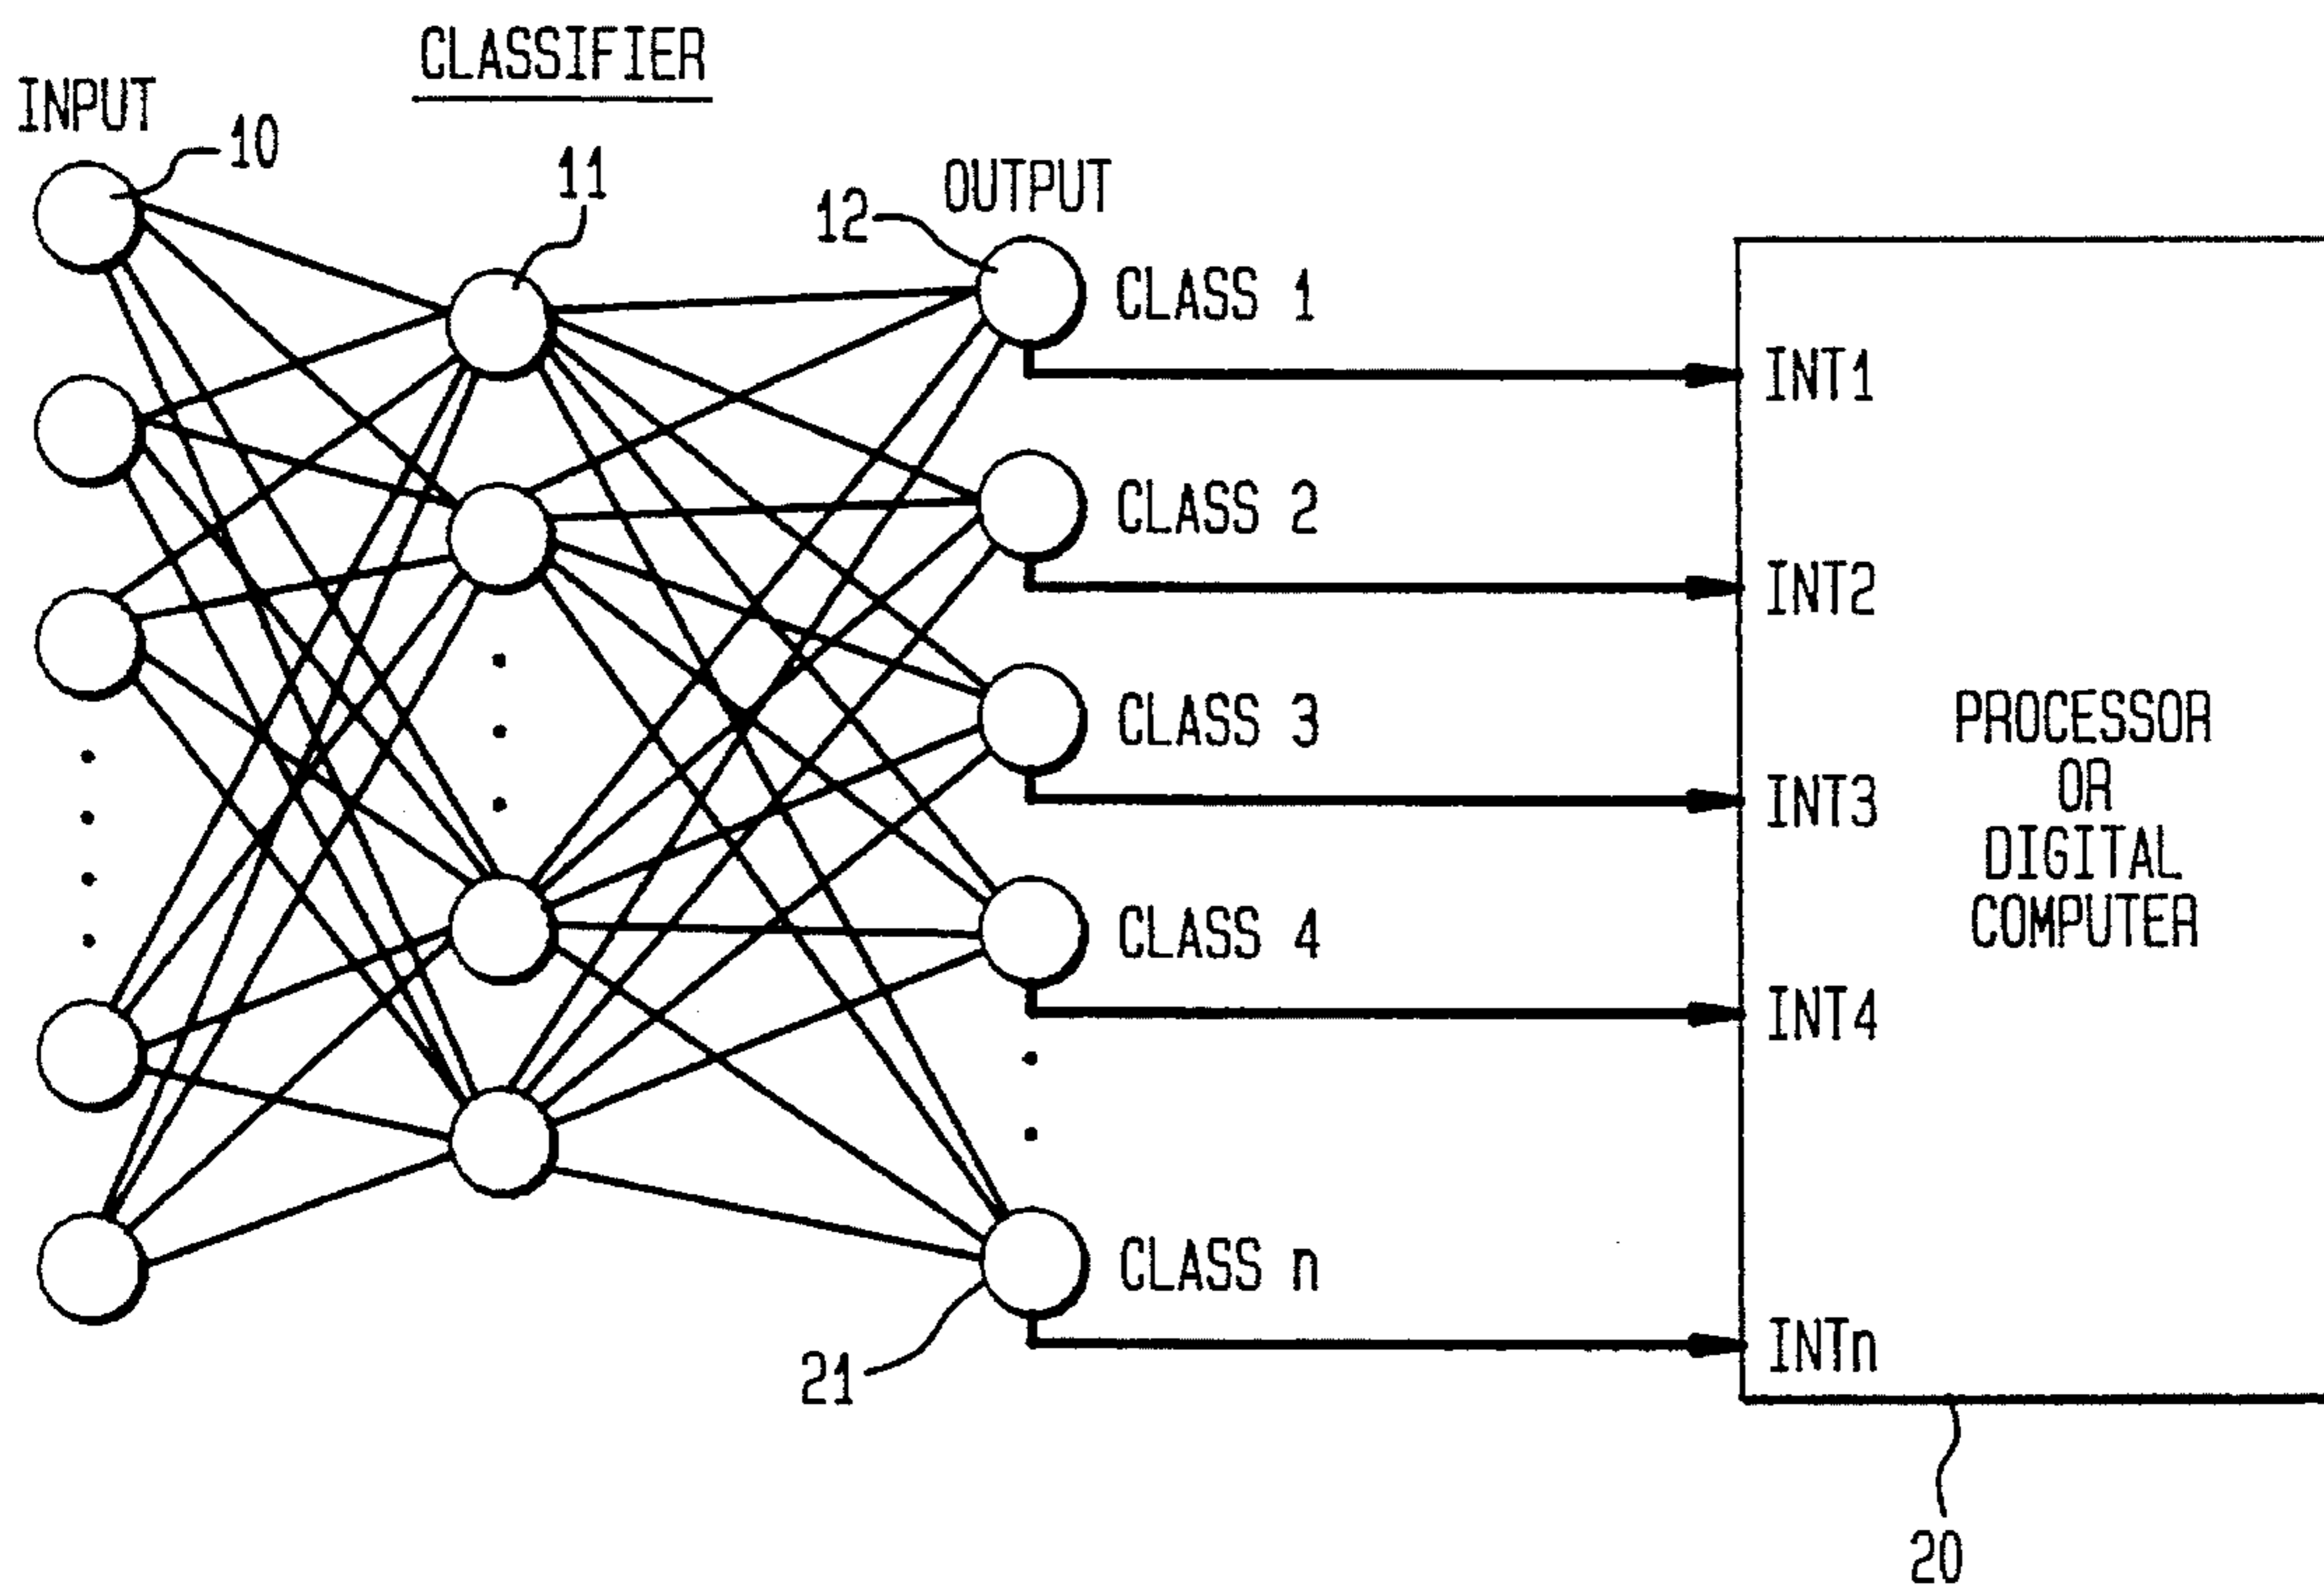 CLASSIFIER
INPUT
10
11
12
OUTPUT
CLASS 1
INT1
CLASS 2
INT2
CLASS 3
INT3
CLASS 4
INT4
CLASS n
INTn
21
PROCESSOR
OR
DIGITAL
COMPUTER
20